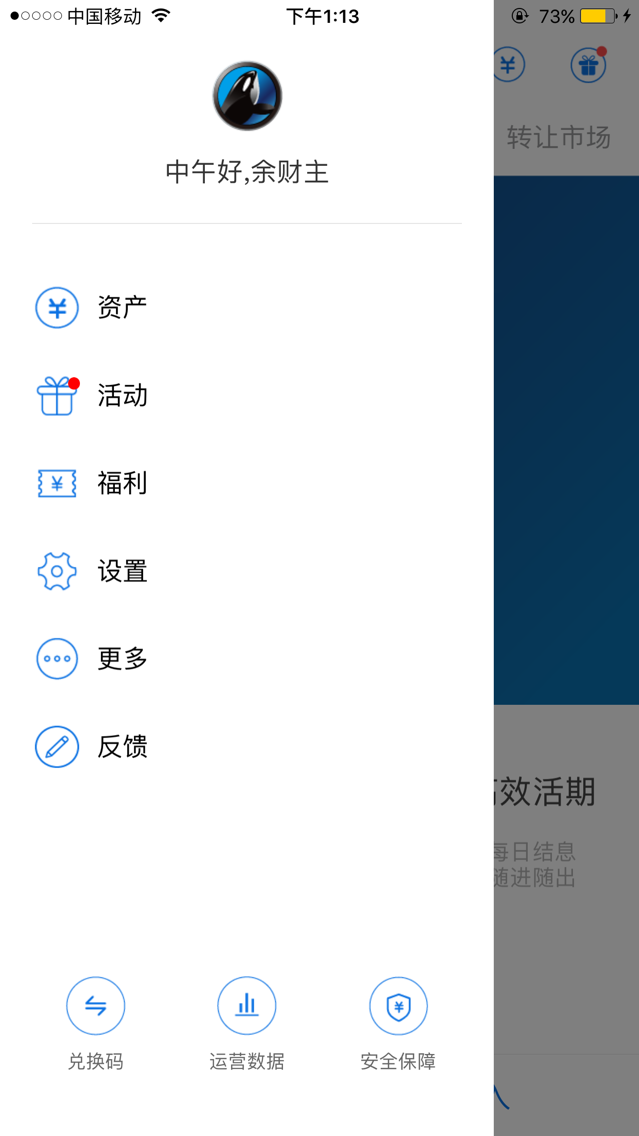 中国移动
下午1:13
73%
中午好,余财主
转让市场
资产
活动
福利
设置
更多
反馈
效活期
每日结息
随进随出
兑换码
运营数据
安全保障